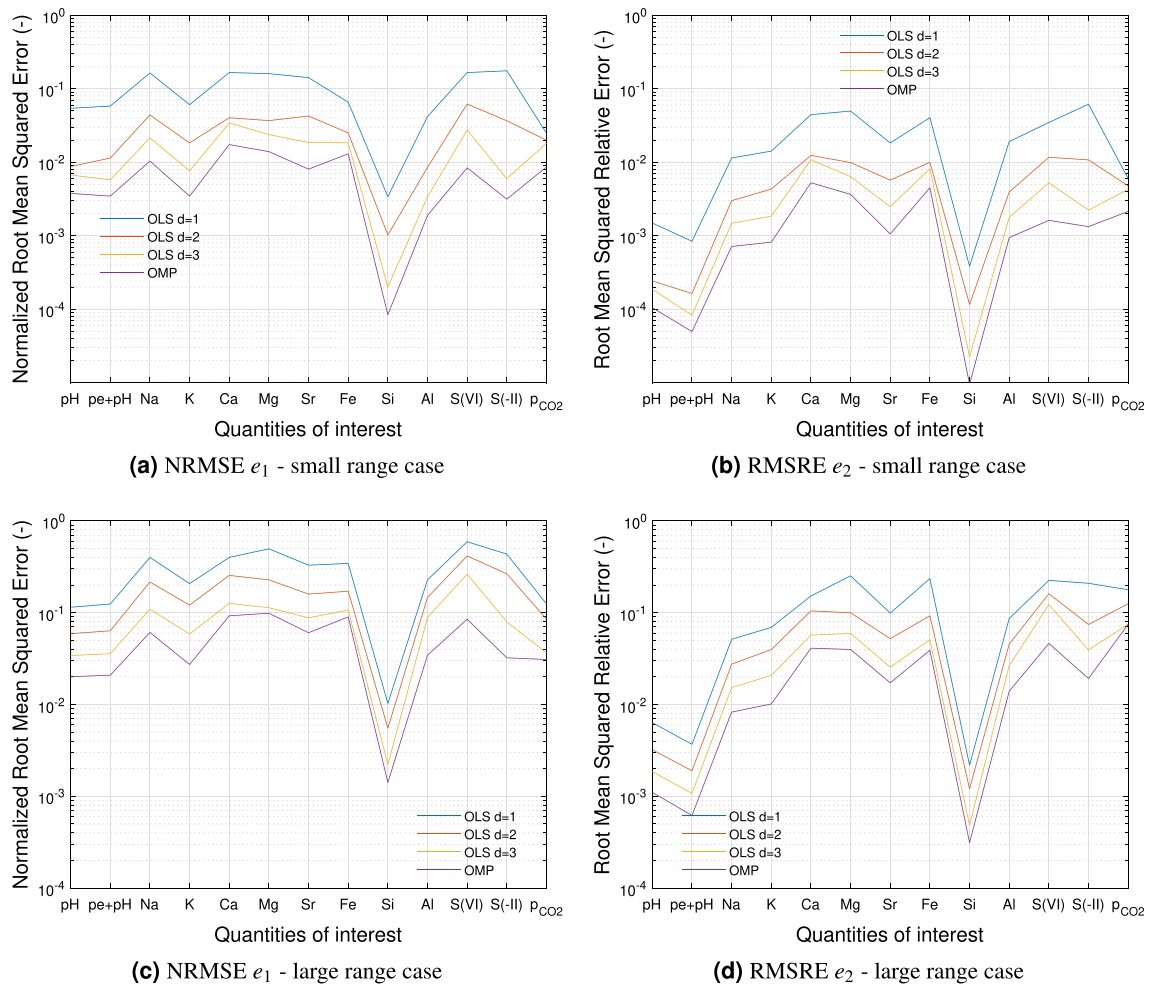 Normalized Root Mean Squared Error (-)
10^0
10^-1
10^-2
10^-3
10^-4
OLS d=1
OLS d=2
OLS d=3
OMP
pH pe+pH Na K Ca Mg Sr Fe Si Al S(VI) S(-II) p_CO2
Quantities of interest
(a) NRMSE e_1 - small range case
Root Mean Squared Relative Error (-)
10^0
10^-1
10^-2
10^-3
10^-4
OLS d=1
OLS d=2
OLS d=3
OMP
pH pe+pH Na K Ca Mg Sr Fe Si Al S(VI) S(-II) p_CO2
Quantities of interest
(b) RMSRE e_2 - small range case
Normalized Root Mean Squared Error (-)
10^0
10^-1
10^-2
10^-3
10^-4
OLS d=1
OLS d=2
OLS d=3
OMP
pH pe+pH Na K Ca Mg Sr Fe Si Al S(VI) S(-II) p_CO2
Quantities of interest
(c) NRMSE e_1 - large range case
Root Mean Squared Relative Error (-)
10^0
10^-1
10^-2
10^-3
10^-4
OLS d=1
OLS d=2
OLS d=3
OMP
pH pe+pH Na K Ca Mg Sr Fe Si Al S(VI) S(-II) p_CO2
Quantities of interest
(d) RMSRE e_2 - large range case